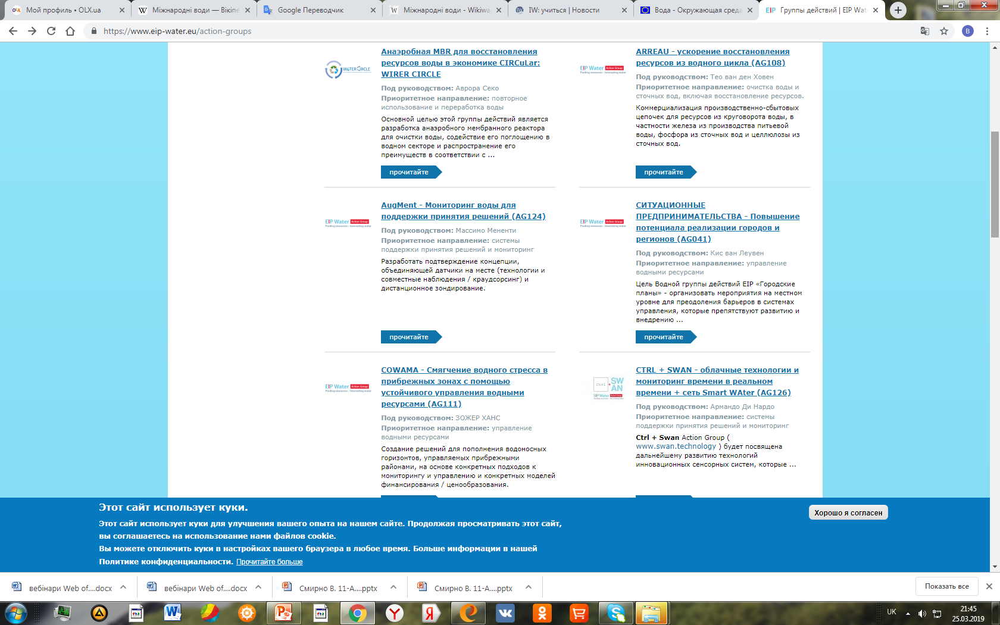 Мой профиль • OLX.ua
Міжнародні води — Вікіпе
Google Переводчик
Міжнародні води - Wikiwa
IW: учиться | Новости
Вода - Окружающая среда
Группы действий | EIP Wat
https://www.eip-water.eu/action-groups
Анаэробная MBR для восстановления
ресурсов воды в экономике CIRCuLar:
WIRER CIRCLE
Под руководством: Аврора Секо
Приоритетное направление: повторное
использование и переработка воды
Основной целью этой группы действий является
разработка анаэробного мембранного реактора
для очистки воды, содействие его поглощению в
водном секторе и распространение его
преимуществ в соответствии с ...
прочитайте
EIP Water Action Group
ARREAU - ускорение восстановления
ресурсов из водного цикла (AG108)
Под руководством: Тео ван ден Ховен
Приоритетное направление: очистка воды и
сточных вод, включая восстановление ресурсов.
Коммерциализация производственно-сбытовых
цепочек для ресурсов из круговорота воды, в
частности железа из производства питьевой
воды, фосфора из сточных вод и целлюлозы из
сточных вод.
прочитайте
EIP Water Action Group
AugMent - Мониторинг воды для
поддержки принятия решений (AG124)
Под руководством: Массимо Мененти
Приоритетное направление: системы
поддержки принятия решений и мониторинг
Разработать подтверждение концепции,
объединяющей датчики на месте (технологии и
совместные наблюдения / краудсорсинг) и
дистанционное зондирование.
прочитайте
EIP Water Action Group
СИТУАЦИОННЫЕ
ПРЕДПРИНИМАТЕЛЬСТВА - Повышение
потенциала реализации городов и
регионов (AG041)
Под руководством: Кис ван Леувен
Приоритетное направление: управление
водными ресурсами
Цель Водной группы действий EIP «Городские
планы» - организовать мероприятия на местном
уровне для преодоления барьеров в системах
управления, которые препятствуют развитию и
внедрению ...
прочитайте
EIP Water Action Group
COWAMA - Смягчение водного стресса в
прибрежных зонах с помощью
устойчивого управления водными
ресурсами (AG111)
Под руководством: ЗОЖЕР ХАНС
Приоритетное направление: управление
водными ресурсами
Создание решений для пополнения водоносных
горизонтов, управляемых прибрежными
районами, на основе конкретных подходов к
мониторингу и управлению и конкретных моделей
финансирования / ценообразования.
Ctrl + SWAN
EIP Water
CTRL + SWAN - облачные технологии и
мониторинг времени в реальном
времени + сеть Smart WAter (AG126)
Под руководством: Армандо Ди Нардо
Приоритетное направление: системы
поддержки принятия решений и мониторинг
Ctrl + Swan Action Group (
www.swan.technology ) будет посвящена
дальнейшему развитию технологий
инновационных сенсорных систем, которые ...
Этот сайт использует куки.
Этот сайт использует куки для улучшения вашего опыта на нашем сайте. Продолжая просматривать этот сайт,
вы соглашаетесь на использование нами файлов cookie.
Вы можете отключить куки в настройках вашего браузера в любое время. Больше информации в нашей
Политике конфиденциальности. Прочитайте больше
Хорошо я согласен
вебінари Web of....docx
вебінари Web of....docx
Смирно В. 11-А....pptx
Смирно В. 11-А....pptx
Показать все
UK
21:45
25.03.2019